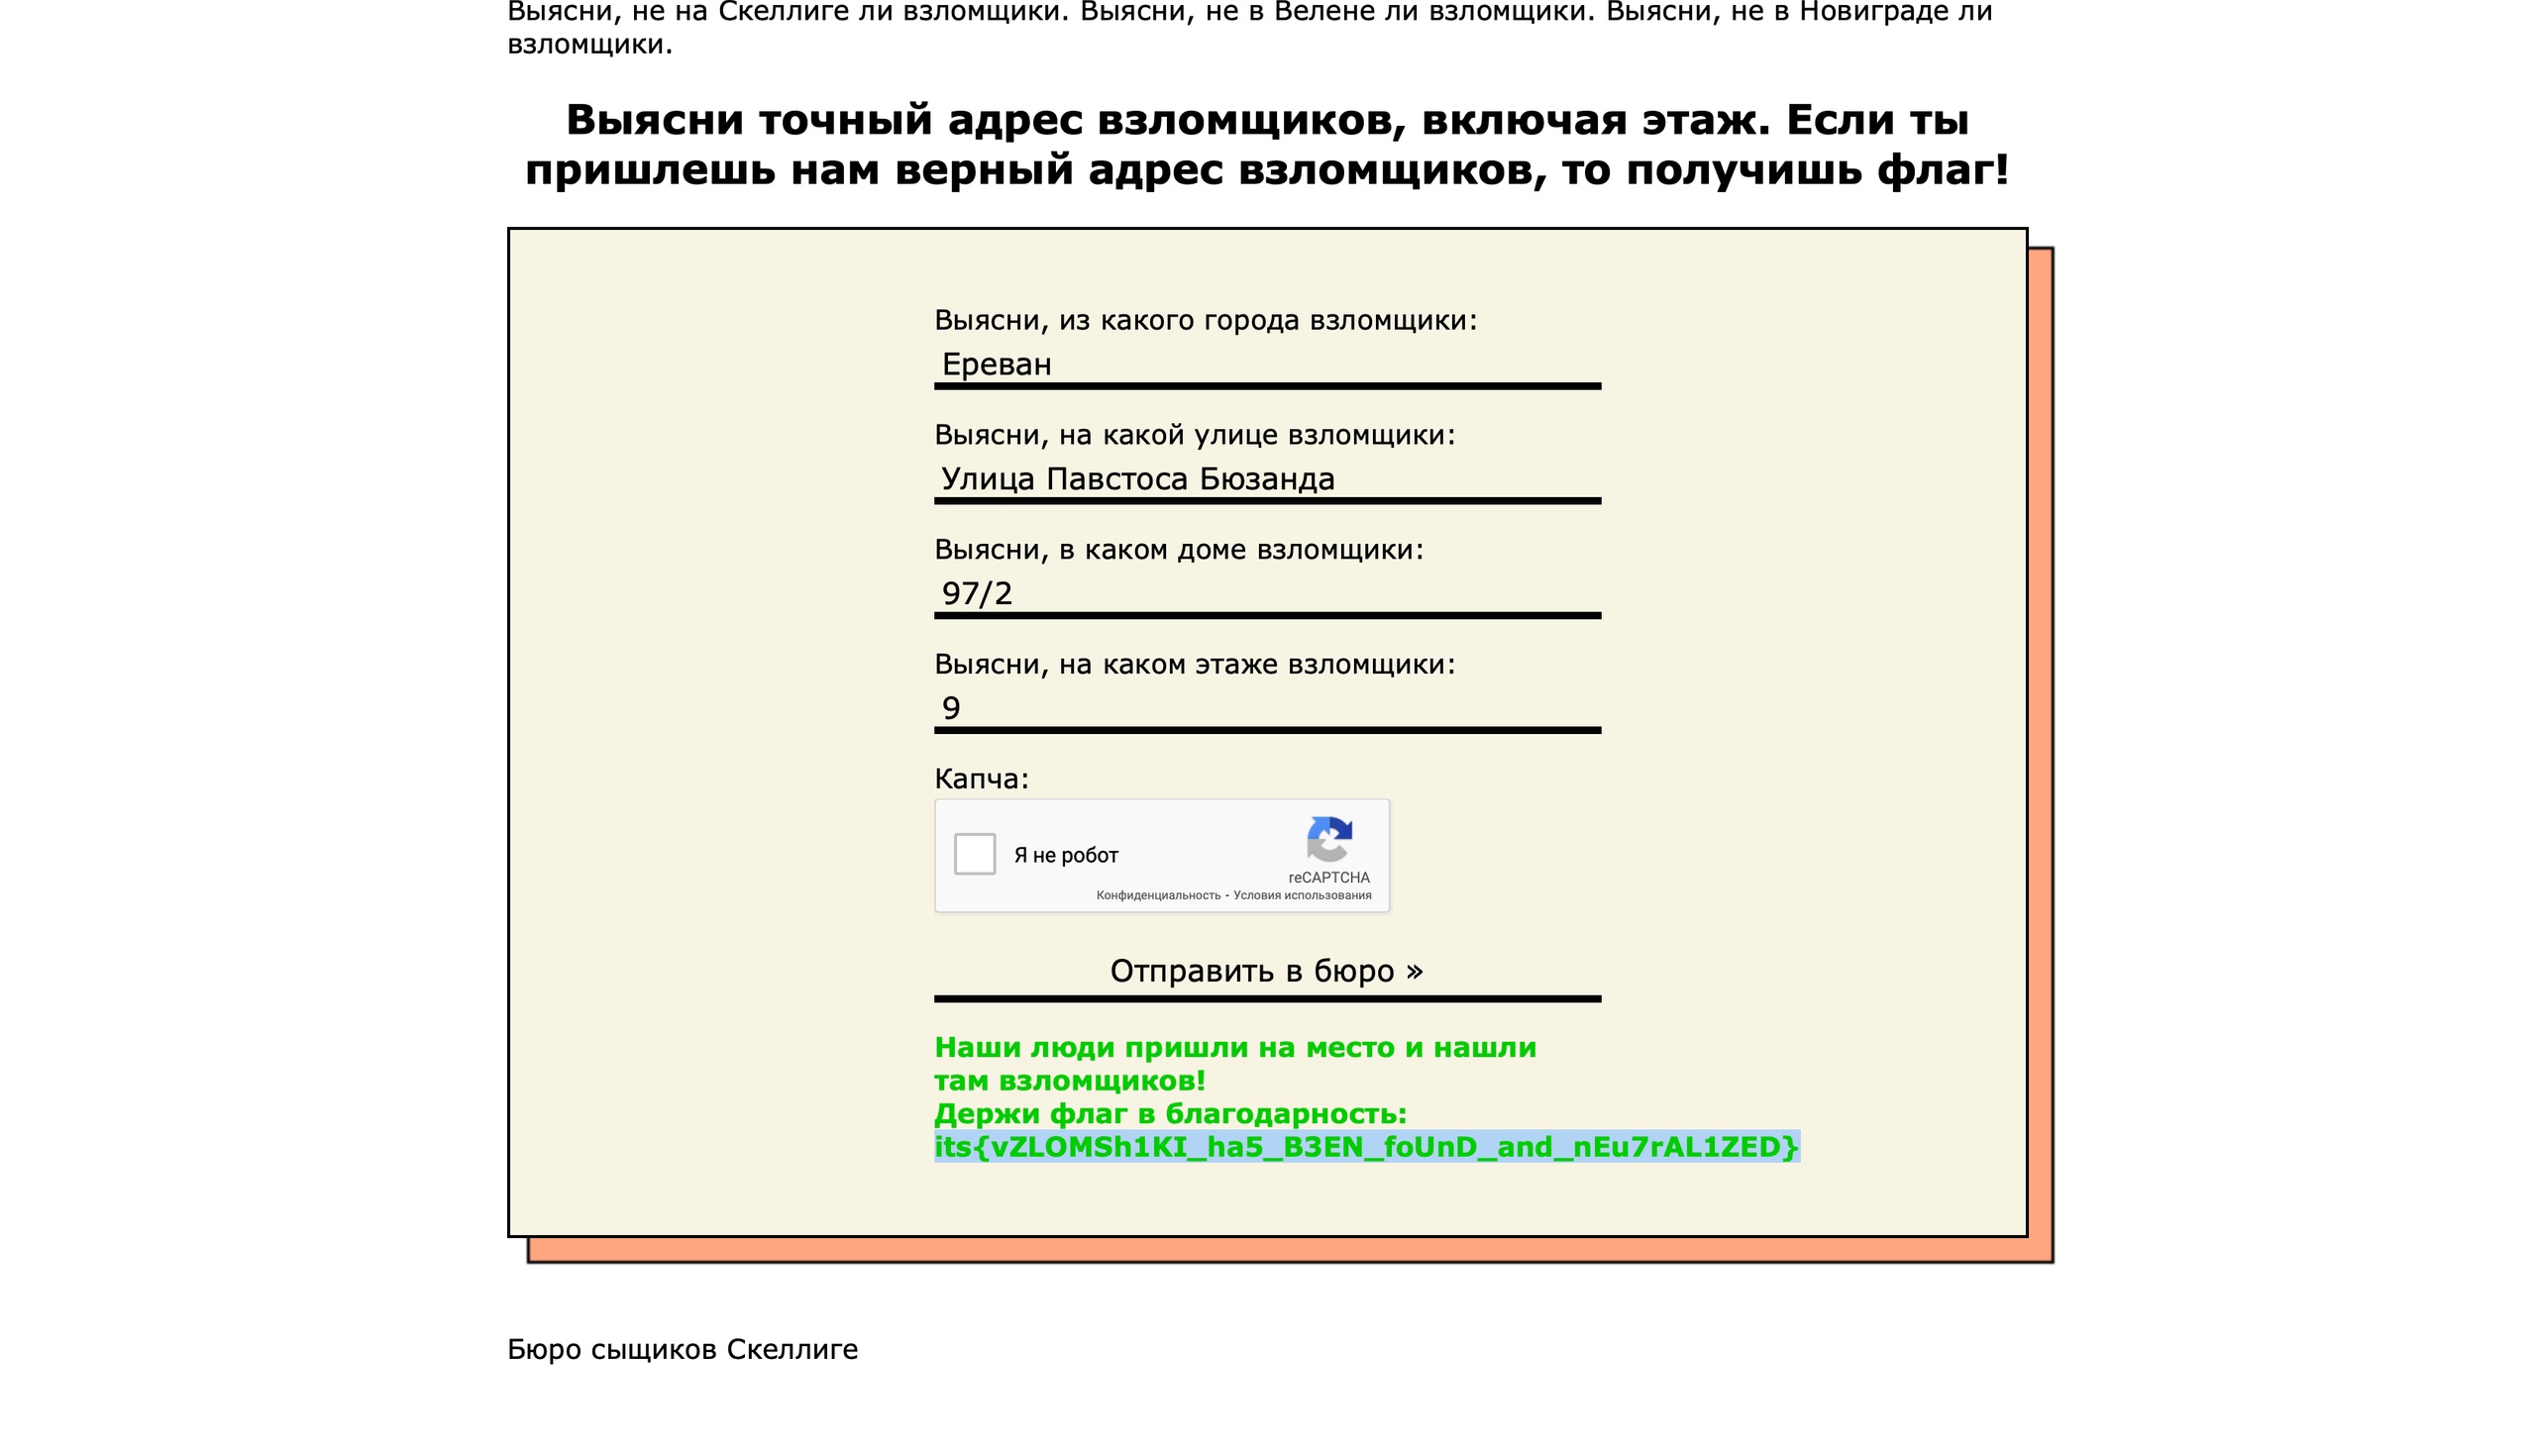 Выясни, не на Скеллиге ли взломщики. Выясни, не в Велене ли взломщики. Выясни, не в Новиграде ли
взломщики.
Выясни точный адрес взломщиков, включая этаж. Если ты
пришлешь нам верный адрес взломщиков, то получишь флаг!
Выясни, из какого города взломщики:
Ереван
Выясни, на какой улице взломщики:
Улица Павстоса Бюзанда
Выясни, в каком доме взломщики:
97/2
Выясни, на каком этаже взломщики:
9
Капча:
Я не робот
reCAPTCHA
Конфиденциальность - Условия использования
Отправить в бюро »
Наши люди пришли на место и нашли
там взломщиков!
Держи флаг в благодарность:
its{vZLOMSh1KI_ha5_B3EN_foUnD_and_nEu7rAL1ZED}
Бюро сыщиков Скеллиге